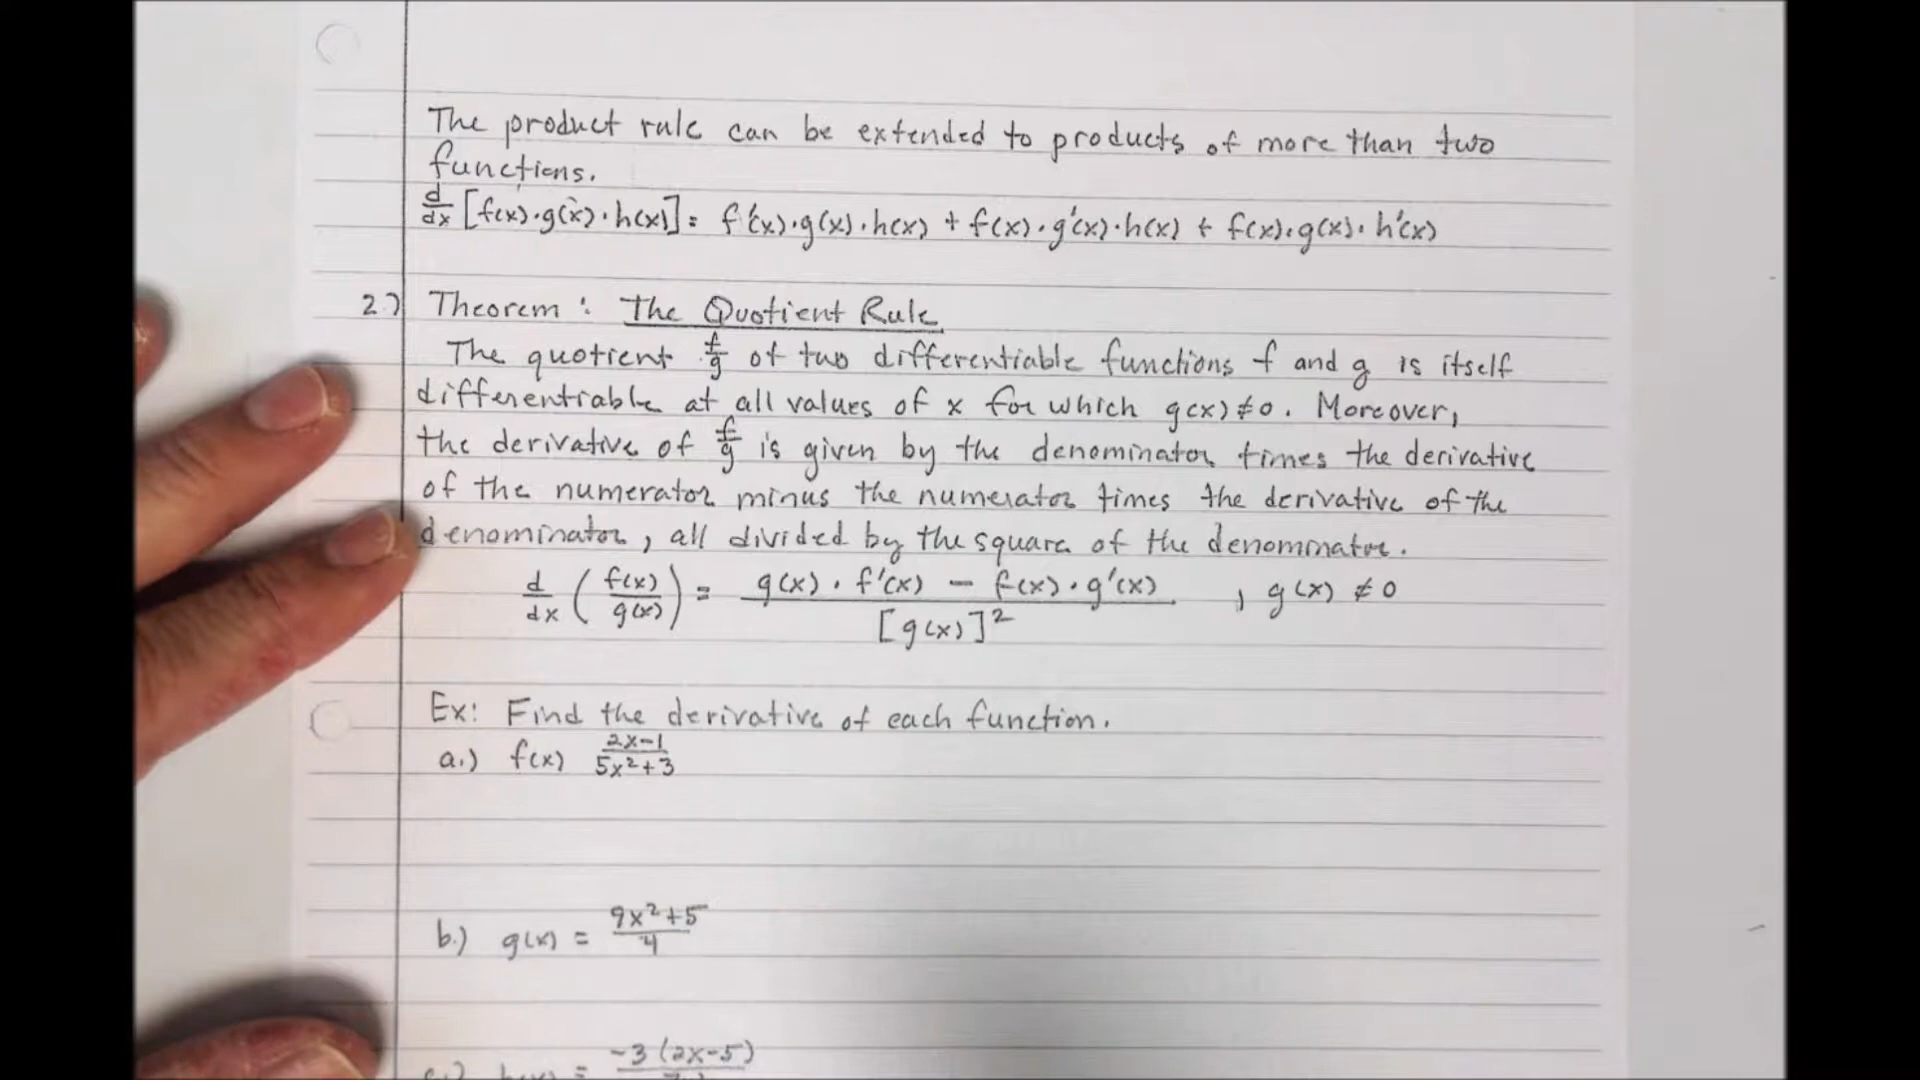 The product rule can be extended to products of more than two
functions.
d/dx [f(x)·g(x)·h(x)] = f'(x)·g(x)·h(x) + f(x)·g'(x)·h(x) + f(x)·g(x)·h'(x)
2.) Theorem: The Quotient Rule
The quotient f/g of two differentiable functions f and g is itself
differentiable at all values of x for which g(x) ≠ 0. Moreover,
the derivative of f/g is given by the denominator times the derivative
of the numerator minus the numerator times the derivative of the
denominator, all divided by the square of the denominator.
d/dx (f(x)/g(x)) = g(x)·f'(x) - f(x)·g'(x) / [g(x)]² , g(x) ≠ 0
Ex: Find the derivative of each function.
a.) f(x) 2x-1 / 5x²+3
b.) g(x) = 9x²+5 / 4
-3(2x-5)